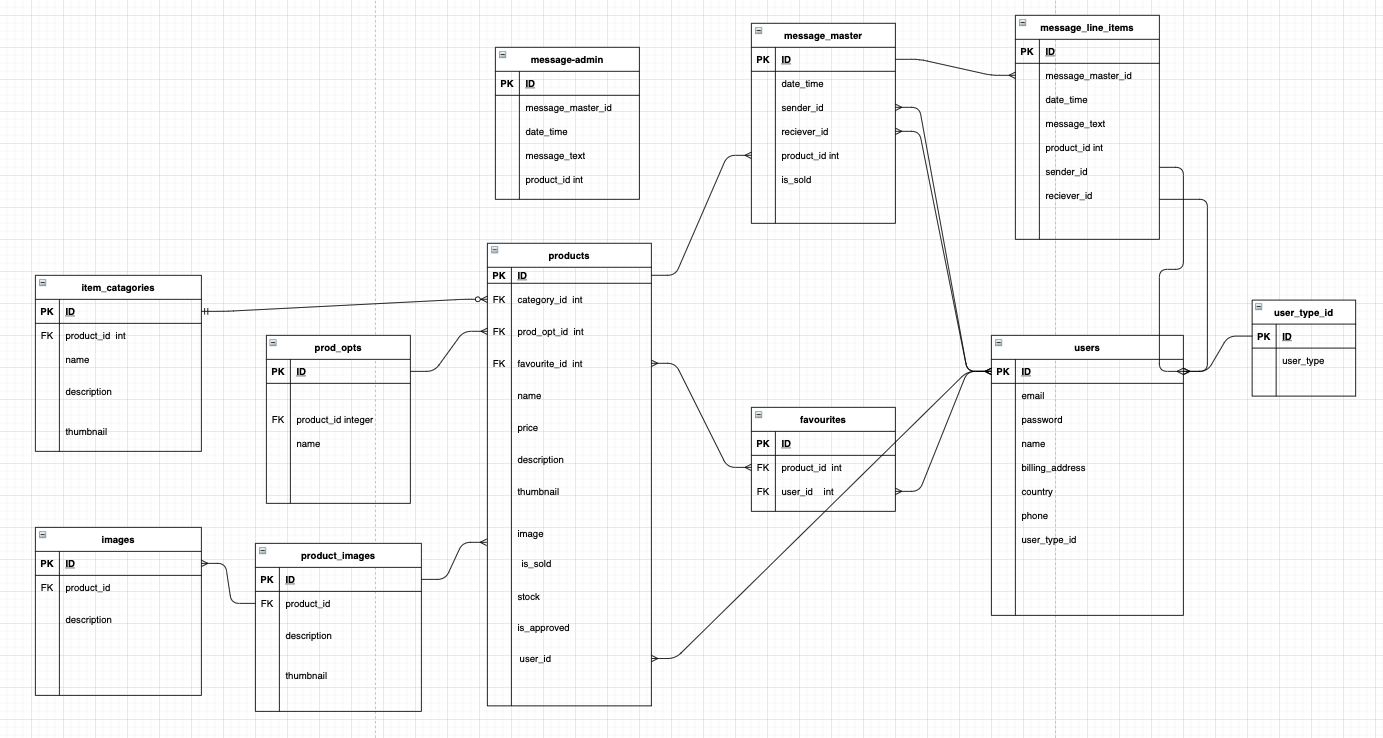 message-admin
PK ID
message_master_id
date_time
message_text
product_id int
message_master
PK ID
date_time
sender_id
reciever_id
product_id int
is_sold
message_line_items
PK ID
message_master_id
date_time
message_text
product_id int
sender_id
reciever_id
item_catagories
PK ID
FK product_id int
name
description
thumbnail
prod_opts
PK ID
FK product_id integer
name
products
PK ID
FK category_id int
FK prod_opt_id int
FK favourite_id int
name
price
description
thumbnail
image
is_sold
stock
is_approved
user_id
favourites
PK ID
FK product_id int
FK user_id int
users
PK ID
email
password
name
billing_address
country
phone
user_type_id
user_type_id
PK ID
user_type
images
PK ID
FK product_id
description
product_images
PK ID
FK product_id
description
thumbnail